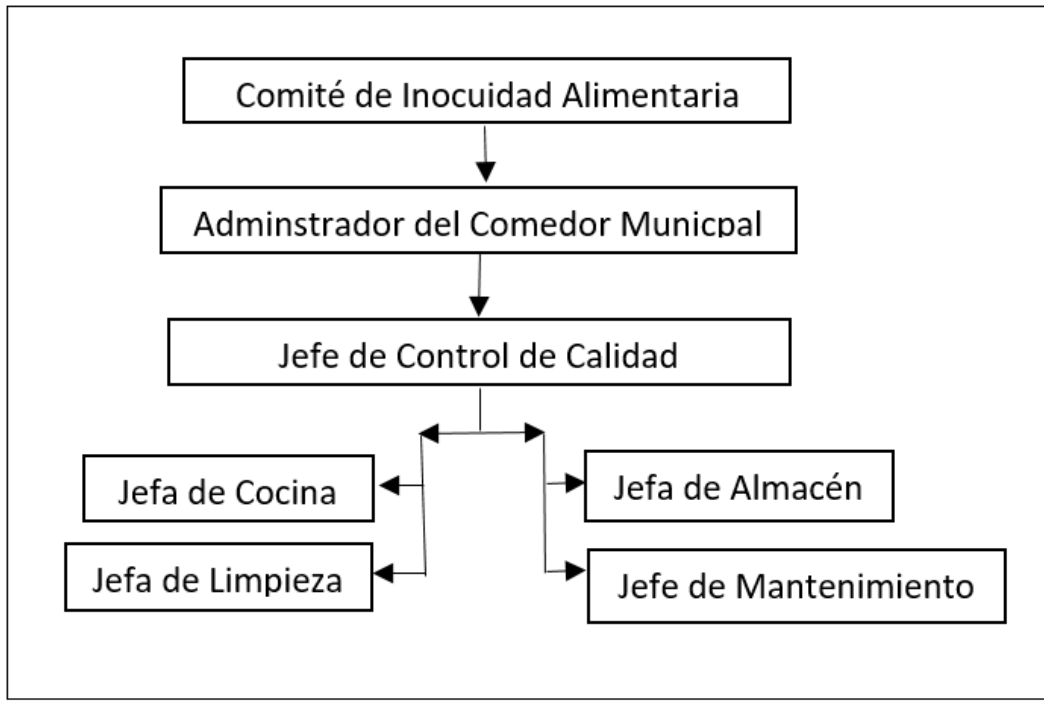 Comité de Inocuidad Alimentaria
Adminstrador del Comedor Municpal
Jefe de Control de Calidad
Jefa de Cocina
Jefa de Almacén
Jefa de Limpieza
Jefe de Mantenimiento